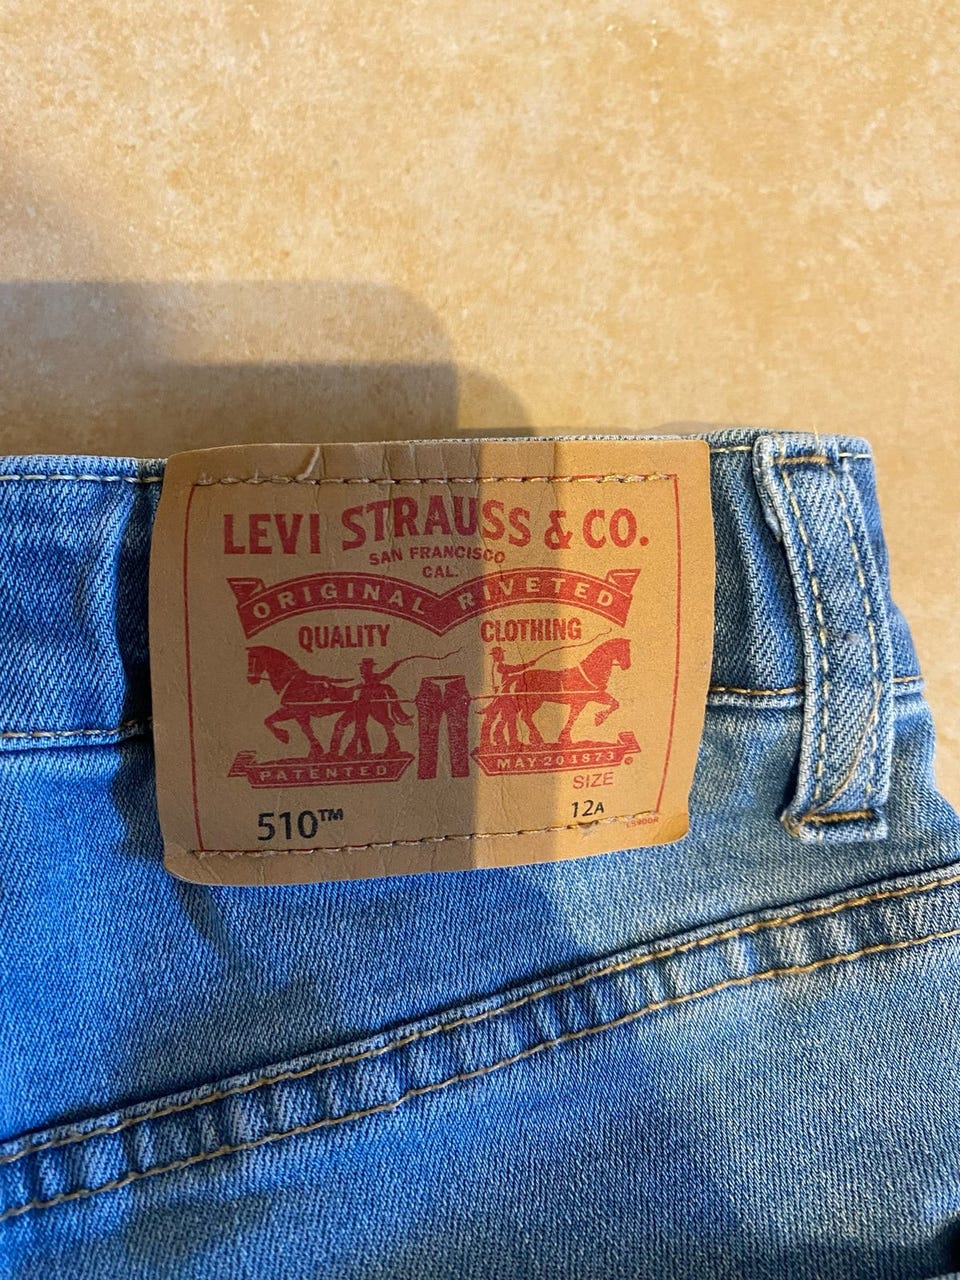 LEVI STRAUSS & CO.
SAN FRANCISCO
CAL.
ORIGINAL RIVETED
QUALITY CLOTHING
PATENTED MAY 20 1873
SIZE
510™ 12A